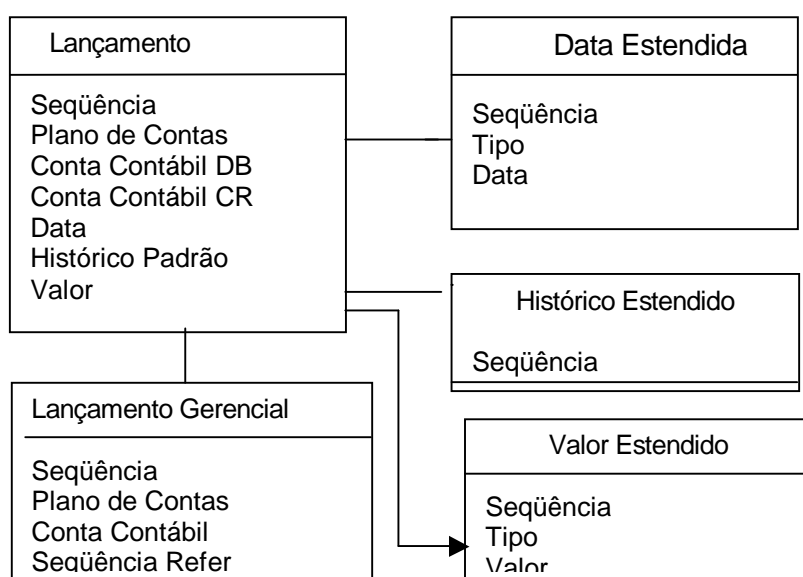 Lançamento
Seqüência
Plano de Contas
Conta Contábil DB
Conta Contábil CR
Data
Histórico Padrão
Valor
Data Estendida
Seqüência
Tipo
Data
Histórico Estendido
Seqüência
Lançamento Gerencial
Seqüência
Plano de Contas
Conta Contábil
Seqüência Refer
Valor Estendido
Seqüência
Tipo
Valor